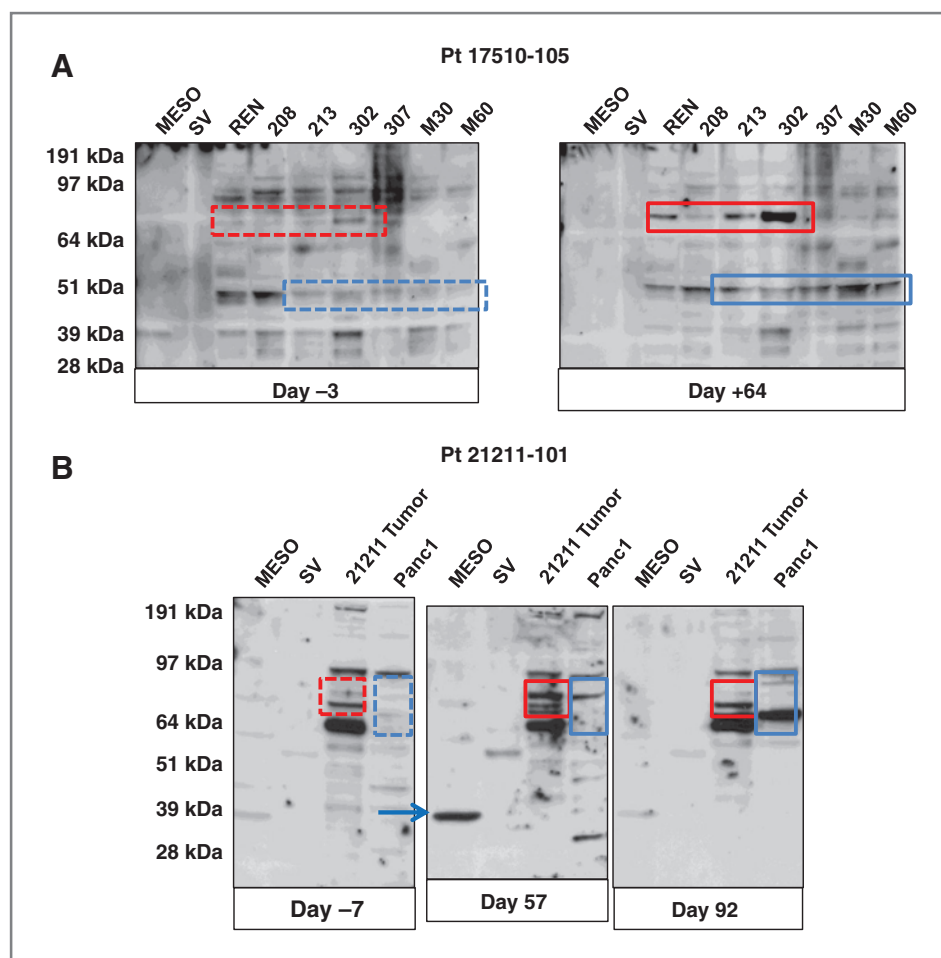 A
Pt 17510-105
MESO SV REN 208 213 302 307 M30 M60
MESO SV REN 208 213 302 307 M30 M60
191 kDa
97 kDa
64 kDa
51 kDa
39 kDa
28 kDa
Day –3
Day +64
B
Pt 21211-101
MESO SV 21211 Tumor Panc1
MESO SV 21211 Tumor Panc1
MESO SV 21211 Tumor Panc1
191 kDa
97 kDa
64 kDa
51 kDa
39 kDa
28 kDa
Day –7
Day 57
Day 92